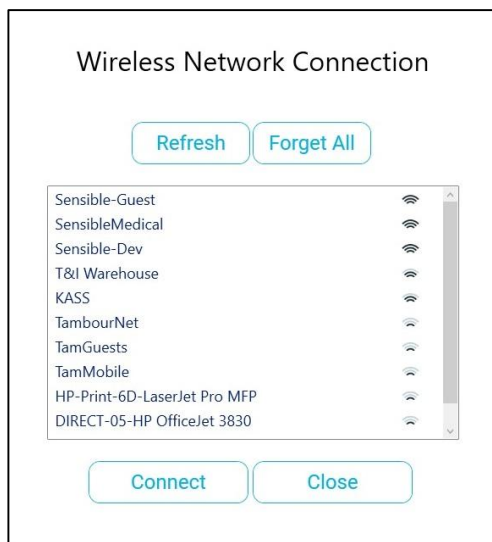 Wireless Network Connection
Refresh Forget All
Sensible-Guest
SensibleMedical
Sensible-Dev
T&I Warehouse
KASS
TambourNet
TamGuests
TamMobile
HP-Print-6D-LaserJet Pro MFP
DIRECT-05-HP OfficeJet 3830
Connect Close